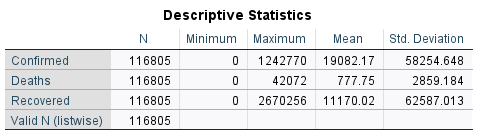 Descriptive Statistics
N Minimum Maximum Mean Std. Deviation
Confirmed 116805 0 1242770 19082.17 58254.648
Deaths 116805 0 42072 777.75 2859.184
Recovered 116805 0 2670256 11170.02 62587.013
Valid N (listwise) 116805